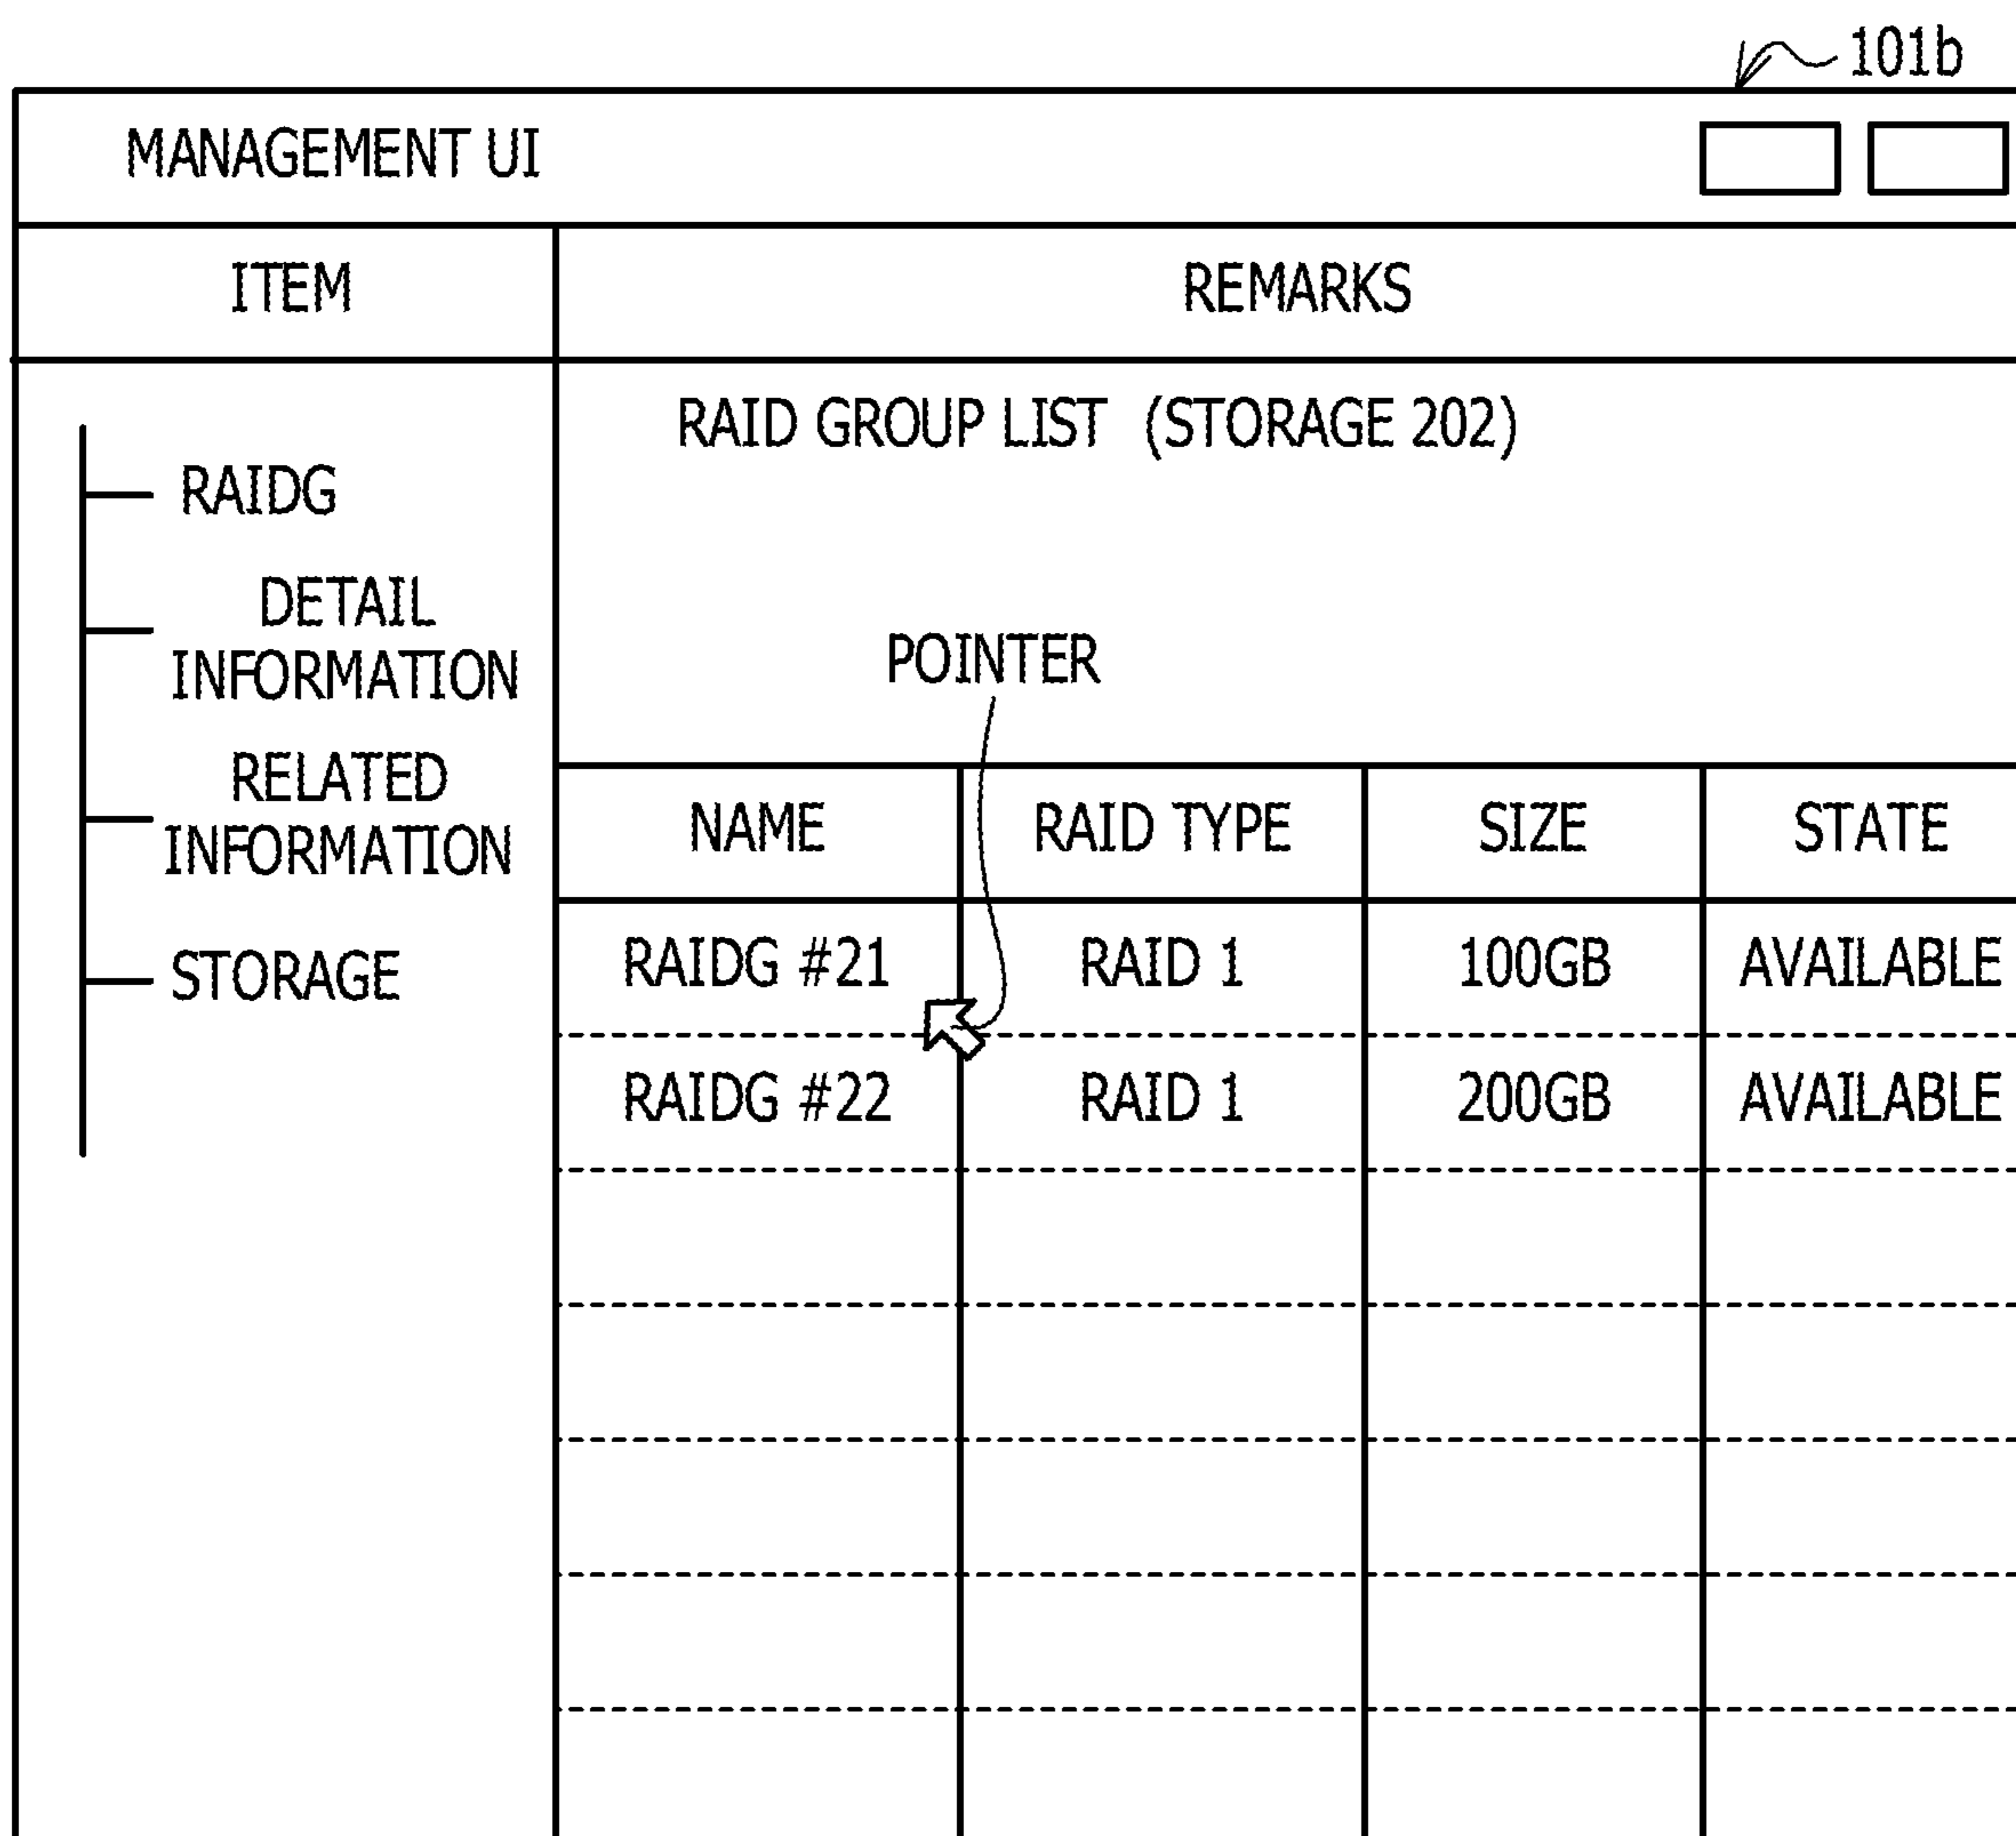 101b
MANAGEMENT UI
ITEM REMARKS
RAID GROUP LIST (STORAGE 202)
RAIDG
DETAIL
INFORMATION
RELATED
INFORMATION
STORAGE
POINTER
NAME RAID TYPE SIZE STATE
RAIDG #21 RAID 1 100GB AVAILABLE
RAIDG #22 RAID 1 200GB AVAILABLE